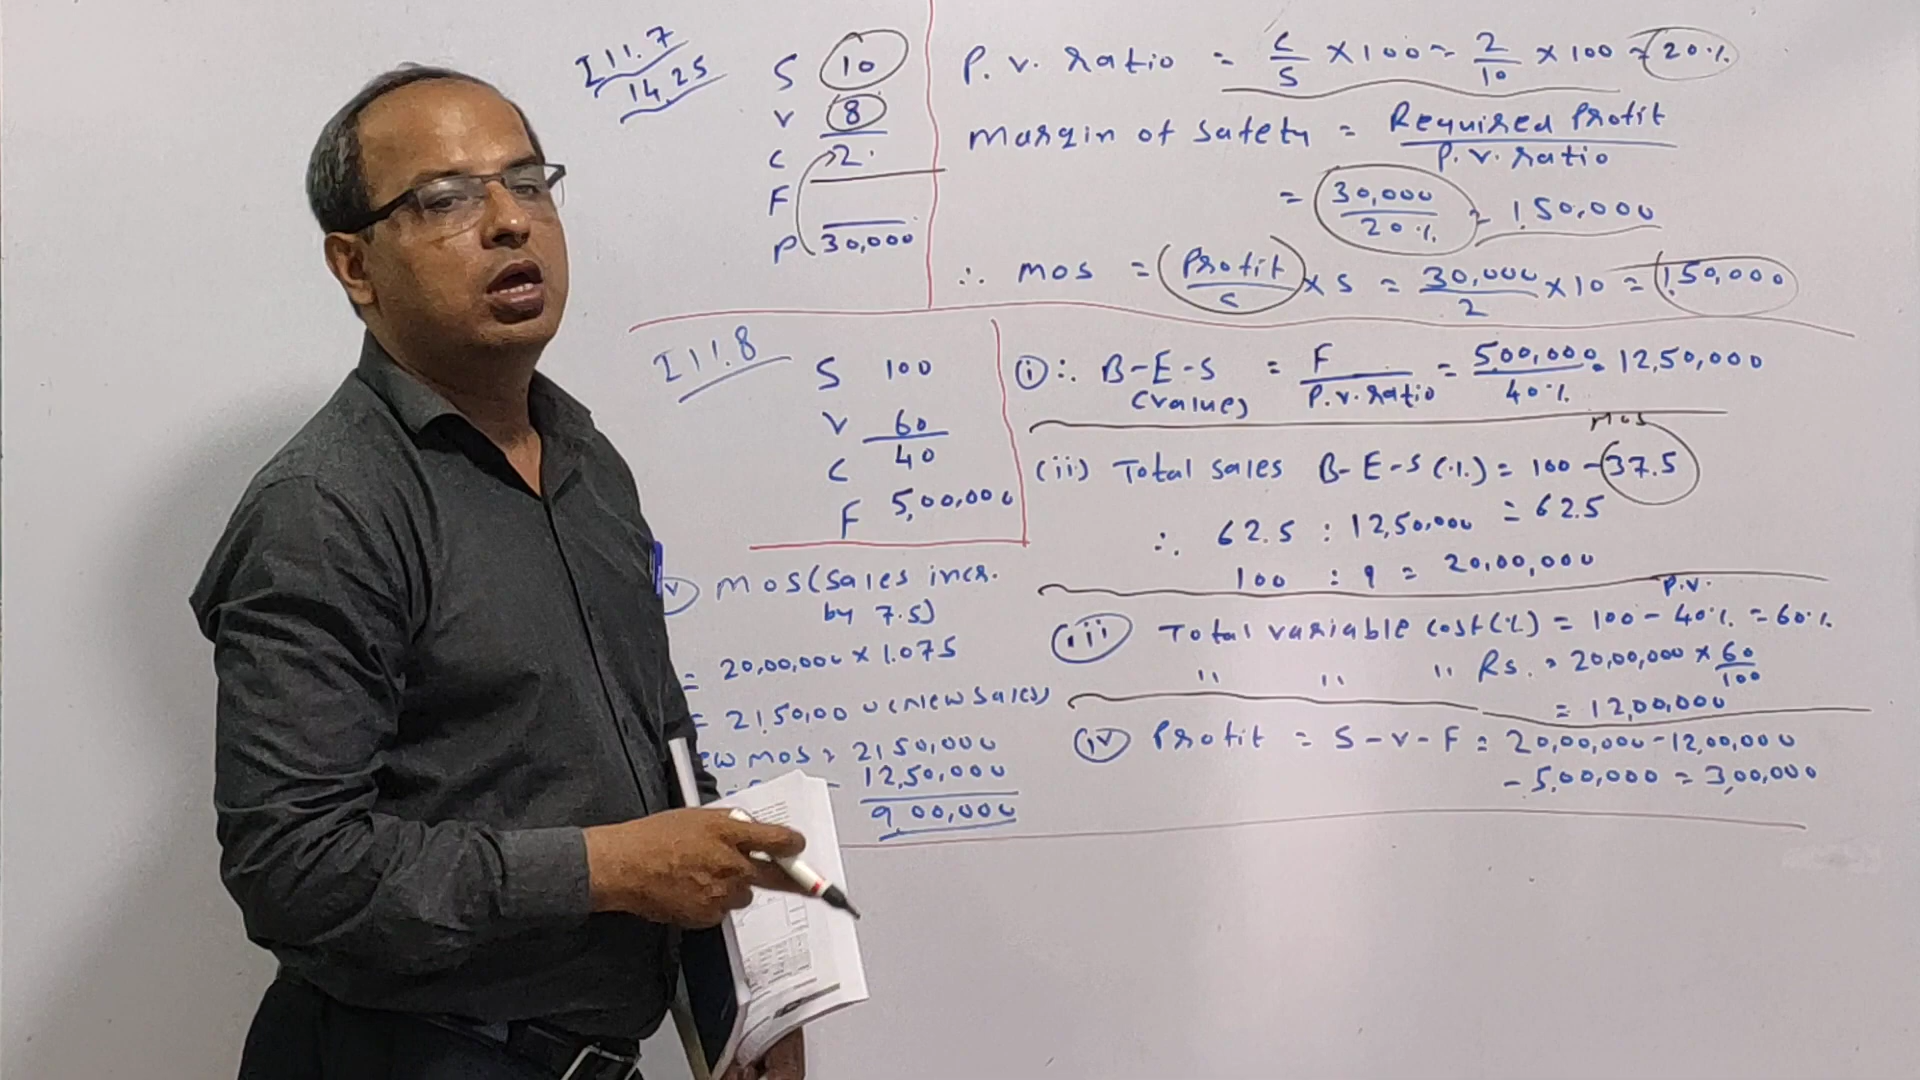 Ill.7
14.25
S 10
V 8
C 2.
F
P 30,000
P.V. ratio = C/S × 100 = 2/10 × 100 = 20%
Margin of Safety = Required Profit / P.V. ratio
= 30,000 / 20% = 1,50,000
∴ MOS = Profit/C × S = 30,000/2 × 10 = 1,50,000
Ill.8
S 100
V 60
C 40
F 5,00,000
(i) ∴ B-E-S (Value) = F / P.V. ratio = 5,00,000 / 40% = 12,50,000
MOS
(ii) Total Sales B-E-S (%) = 100 - 37.5
= 62.5
∴ 62.5 : 12,50,000
100 : ? = 20,00,000
P.V.
(iii) Total Variable Cost (%) = 100 - 40% = 60%
" " " Rs. = 20,00,000 × 60/100
= 12,00,000
(iv) Profit = S - V - F = 20,00,000 - 12,00,000
- 5,00,000 = 3,00,000
v) MOS (Sales incr.
by 7.5)
= 20,00,000 × 1.075
= 21,50,000 (New Sales)
ew MOS = 21,50,000
- 12,50,000
9,00,000